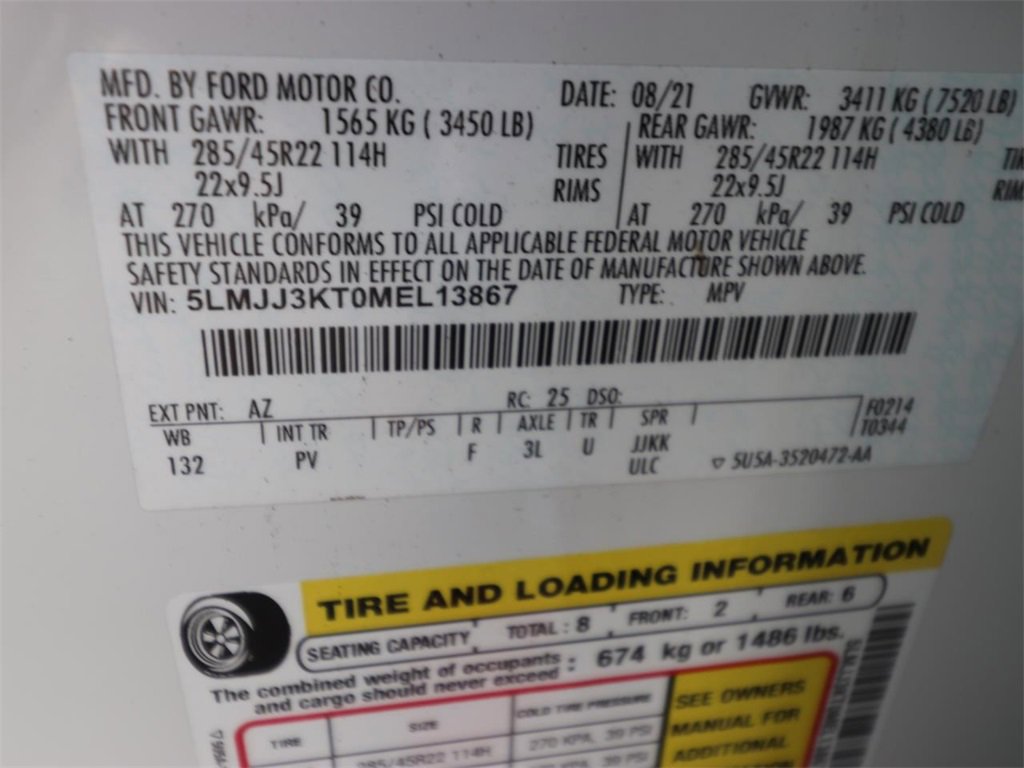 MFD. BY FORD MOTOR CO. DATE: 08/21 GVWR: 3411 KG ( 7520 LB)
FRONT GAWR: 1565 KG ( 3450 LB) REAR GAWR: 1987 KG ( 4380 LB)
WITH 285/45R22 114H TIRES WITH 285/45R22 114H
22x9.5J RIMS 22x9.5J
AT 270 kPa/ 39 PSI COLD AT 270 kPa/ 39 PSI COLD
THIS VEHICLE CONFORMS TO ALL APPLICABLE FEDERAL MOTOR VEHICLE
SAFETY STANDARDS IN EFFECT ON THE DATE OF MANUFACTURE SHOWN ABOVE.
VIN: 5LMJJ3KT0MEL13867 TYPE: MPV
EXT PNT: AZ RC: 25 DSO: F0214
WB INT TR TP/PS R AXLE TR SPR T0344
132 PV F 3L U JJKK
ULC ▽ 5U5A-3520472-AA
TIRE AND LOADING INFORMATION
SEATING CAPACITY TOTAL : 8 FRONT: 2 REAR: 6
The combined weight of occupants : 674 kg or 1486 lbs.
and cargo should never exceed
TIRE SIZE COLD TIRE PRESSURE SEE OWNERS
285/45R22 114H 270 KPA, 39 PSI MANUAL FOR
ADDITIONAL